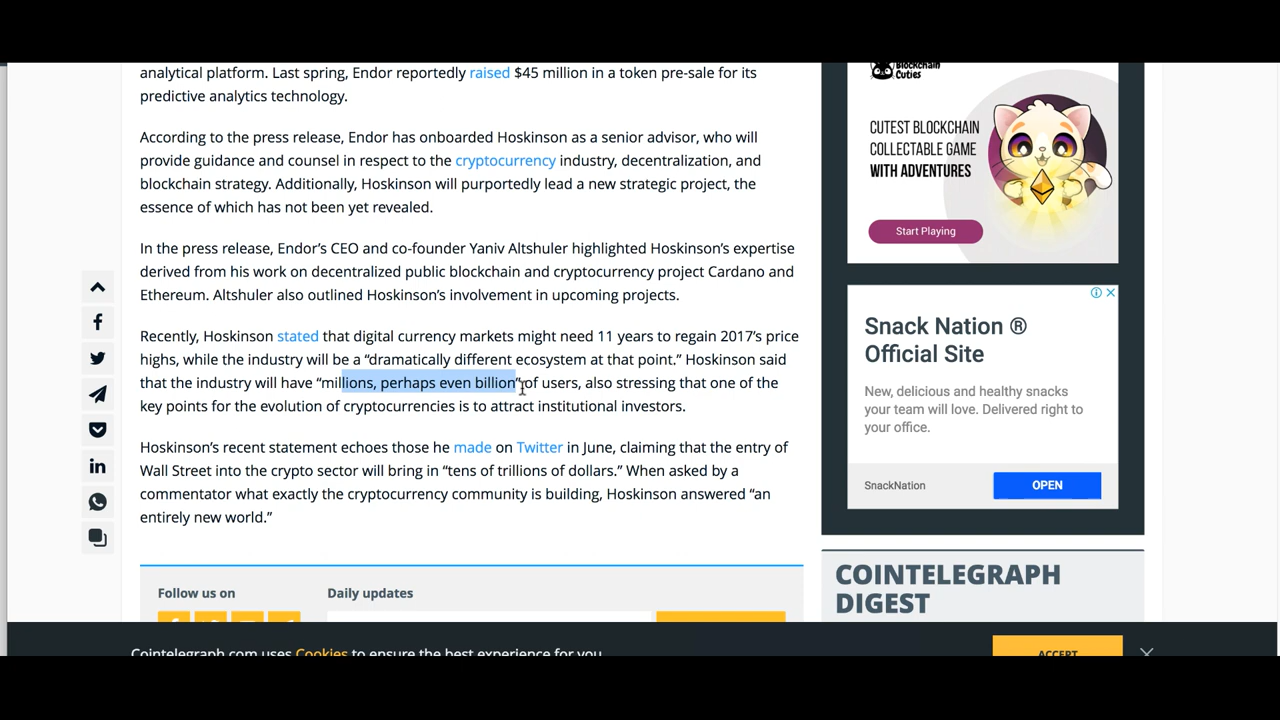 analytical platform. Last spring, Endor reportedly raised $45 million in a token pre-sale for its
predictive analytics technology.
According to the press release, Endor has onboarded Hoskinson as a senior advisor, who will
provide guidance and counsel in respect to the cryptocurrency industry, decentralization, and
blockchain strategy. Additionally, Hoskinson will purportedly lead a new strategic project, the
essence of which has not been yet revealed.
In the press release, Endor’s CEO and co-founder Yaniv Altshuler highlighted Hoskinson’s expertise
derived from his work on decentralized public blockchain and cryptocurrency project Cardano and
Ethereum. Altshuler also outlined Hoskinson’s involvement in upcoming projects.
Recently, Hoskinson stated that digital currency markets might need 11 years to regain 2017’s price
highs, while the industry will be a “dramatically different ecosystem at that point.” Hoskinson said
that the industry will have “millions, perhaps even billion” of users, also stressing that one of the
key points for the evolution of cryptocurrencies is to attract institutional investors.
Hoskinson’s recent statement echoes those he made on Twitter in June, claiming that the entry of
Wall Street into the crypto sector will bring in “tens of trillions of dollars.” When asked by a
commentator what exactly the cryptocurrency community is building, Hoskinson answered “an
entirely new world.”
Follow us on
Daily updates
Blockchain
Cuties
CUTEST BLOCKCHAIN
COLLECTABLE GAME
WITH ADVENTURES
Start Playing
Snack Nation ®
Official Site
New, delicious and healthy snacks
your team will love. Delivered right to
your office.
SnackNation
OPEN
COINTELEGRAPH
DIGEST
Cointelegraph.com uses Cookies to ensure the best experience for you
ACCEPT